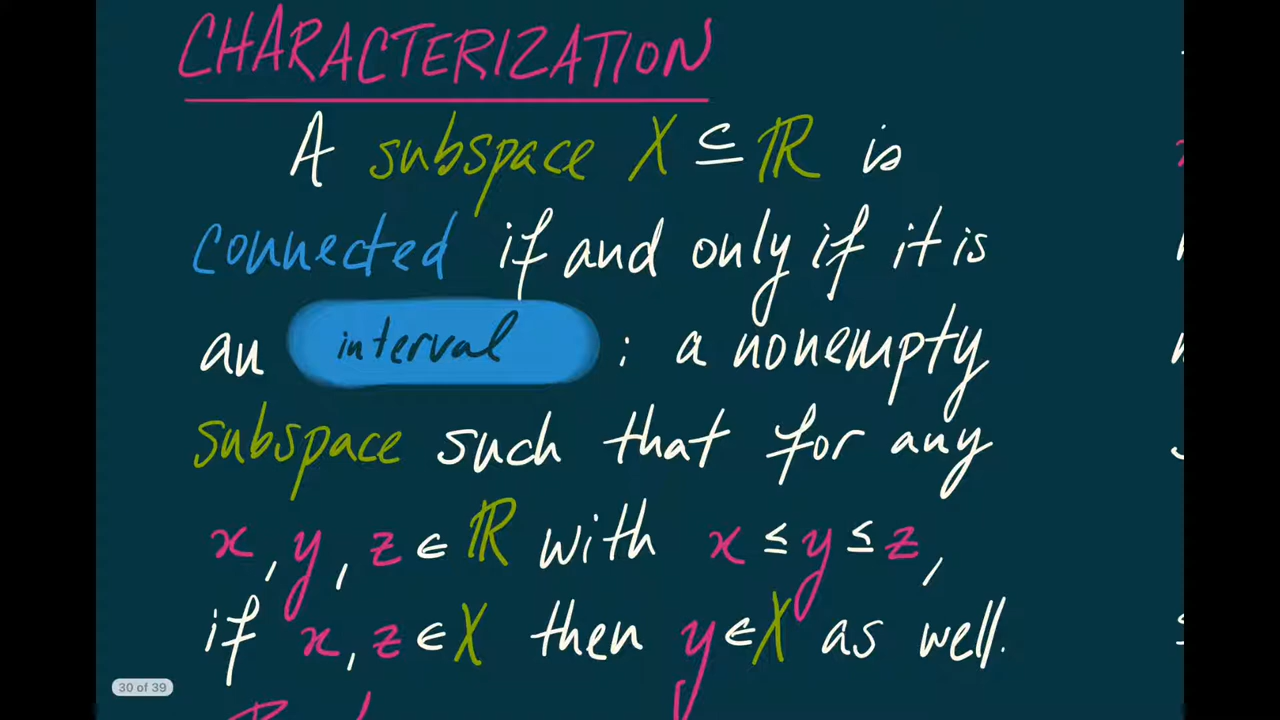 CHARACTERIZATION
A subspace X ⊆ ℝ is
connected if and only if it is
an interval : a nonempty
subspace such that for any
x, y, z ∈ ℝ with x ≤ y ≤ z,
if x, z ∈ X then y ∈ X as well.
30 of 39